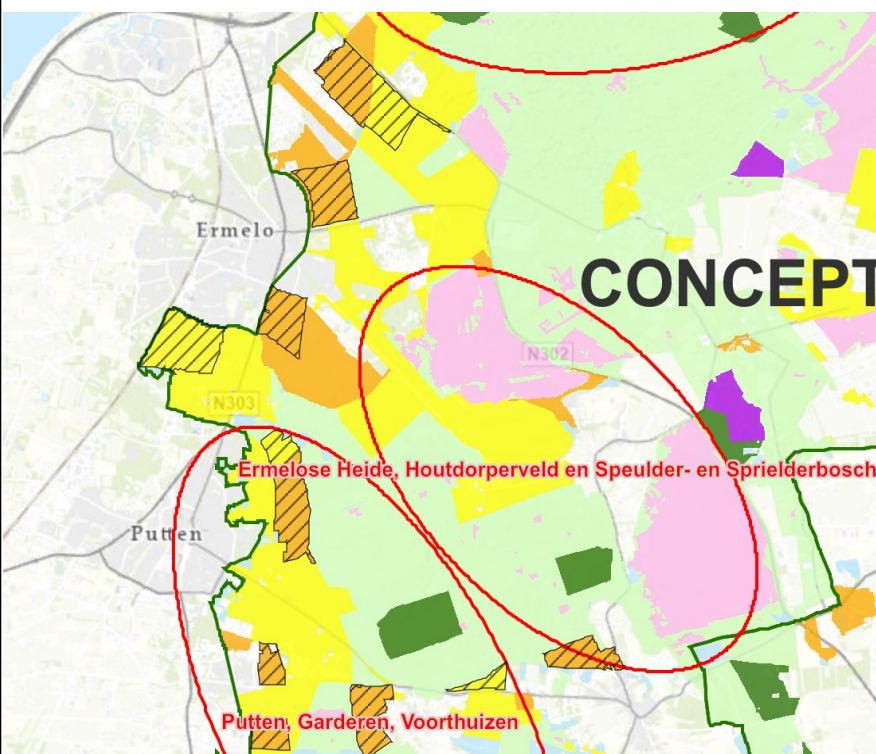 Ermelo
CONCEPT
N302
N303
Ermelose Heide, Houtdorperveld en Speulder- en Sprielderbosch
Putten
Putten, Garderen, Voorthuizen